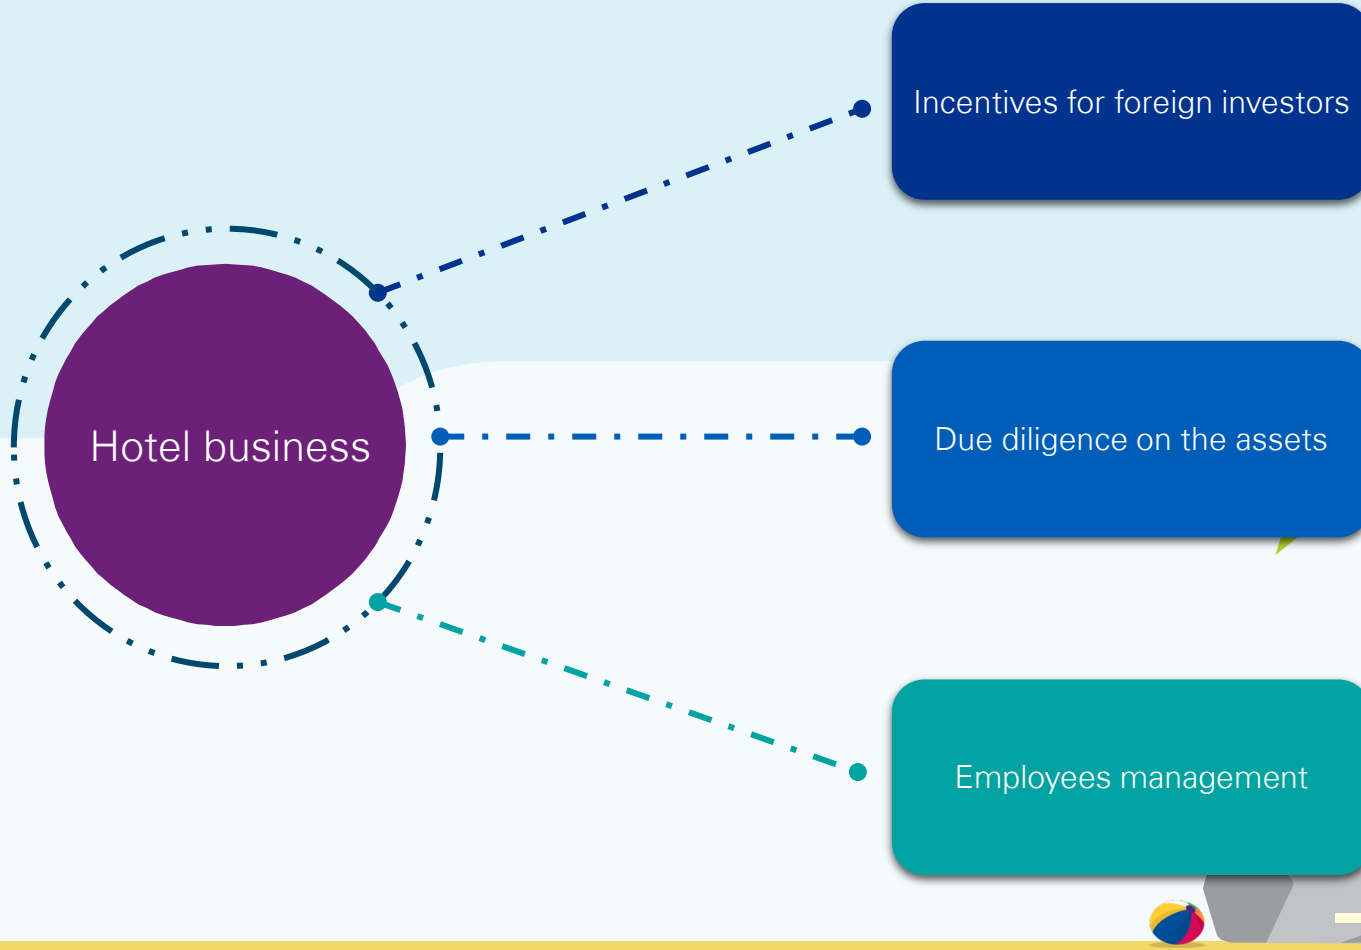 Incentives for foreign investors
Hotel business
Due diligence on the assets
Employees management